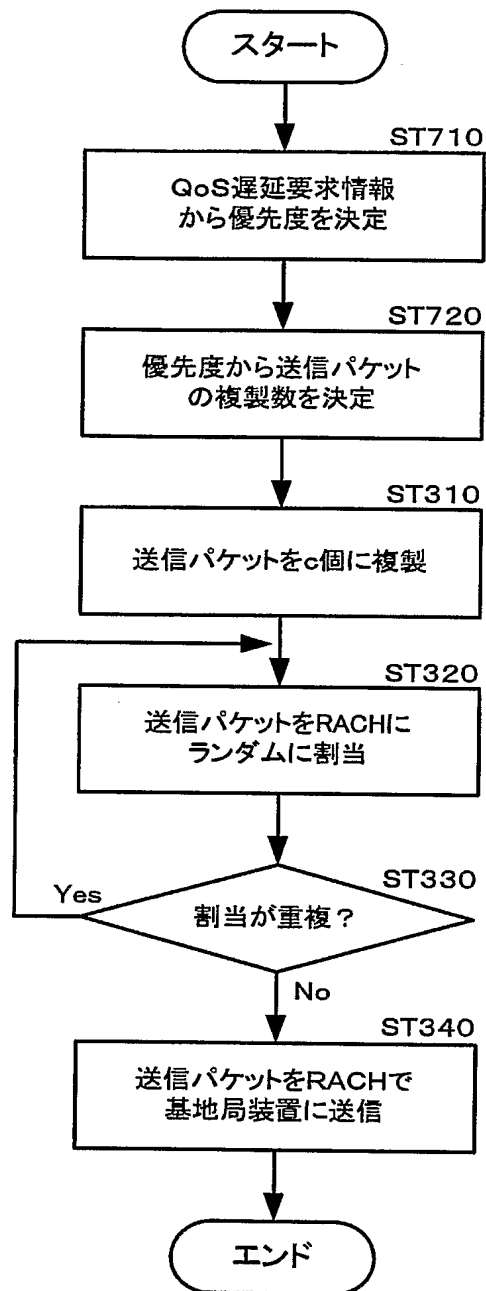 スタート
ST710
QoS遅延要求情報
から優先度を決定
ST720
優先度から送信パケット
の複製数を決定
ST310
送信パケットをc個に複製
ST320
送信パケットをRACHに
ランダムに割当
ST330
Yes
割当が重複?
No
ST340
送信パケットをRACHで
基地局装置に送信
エンド